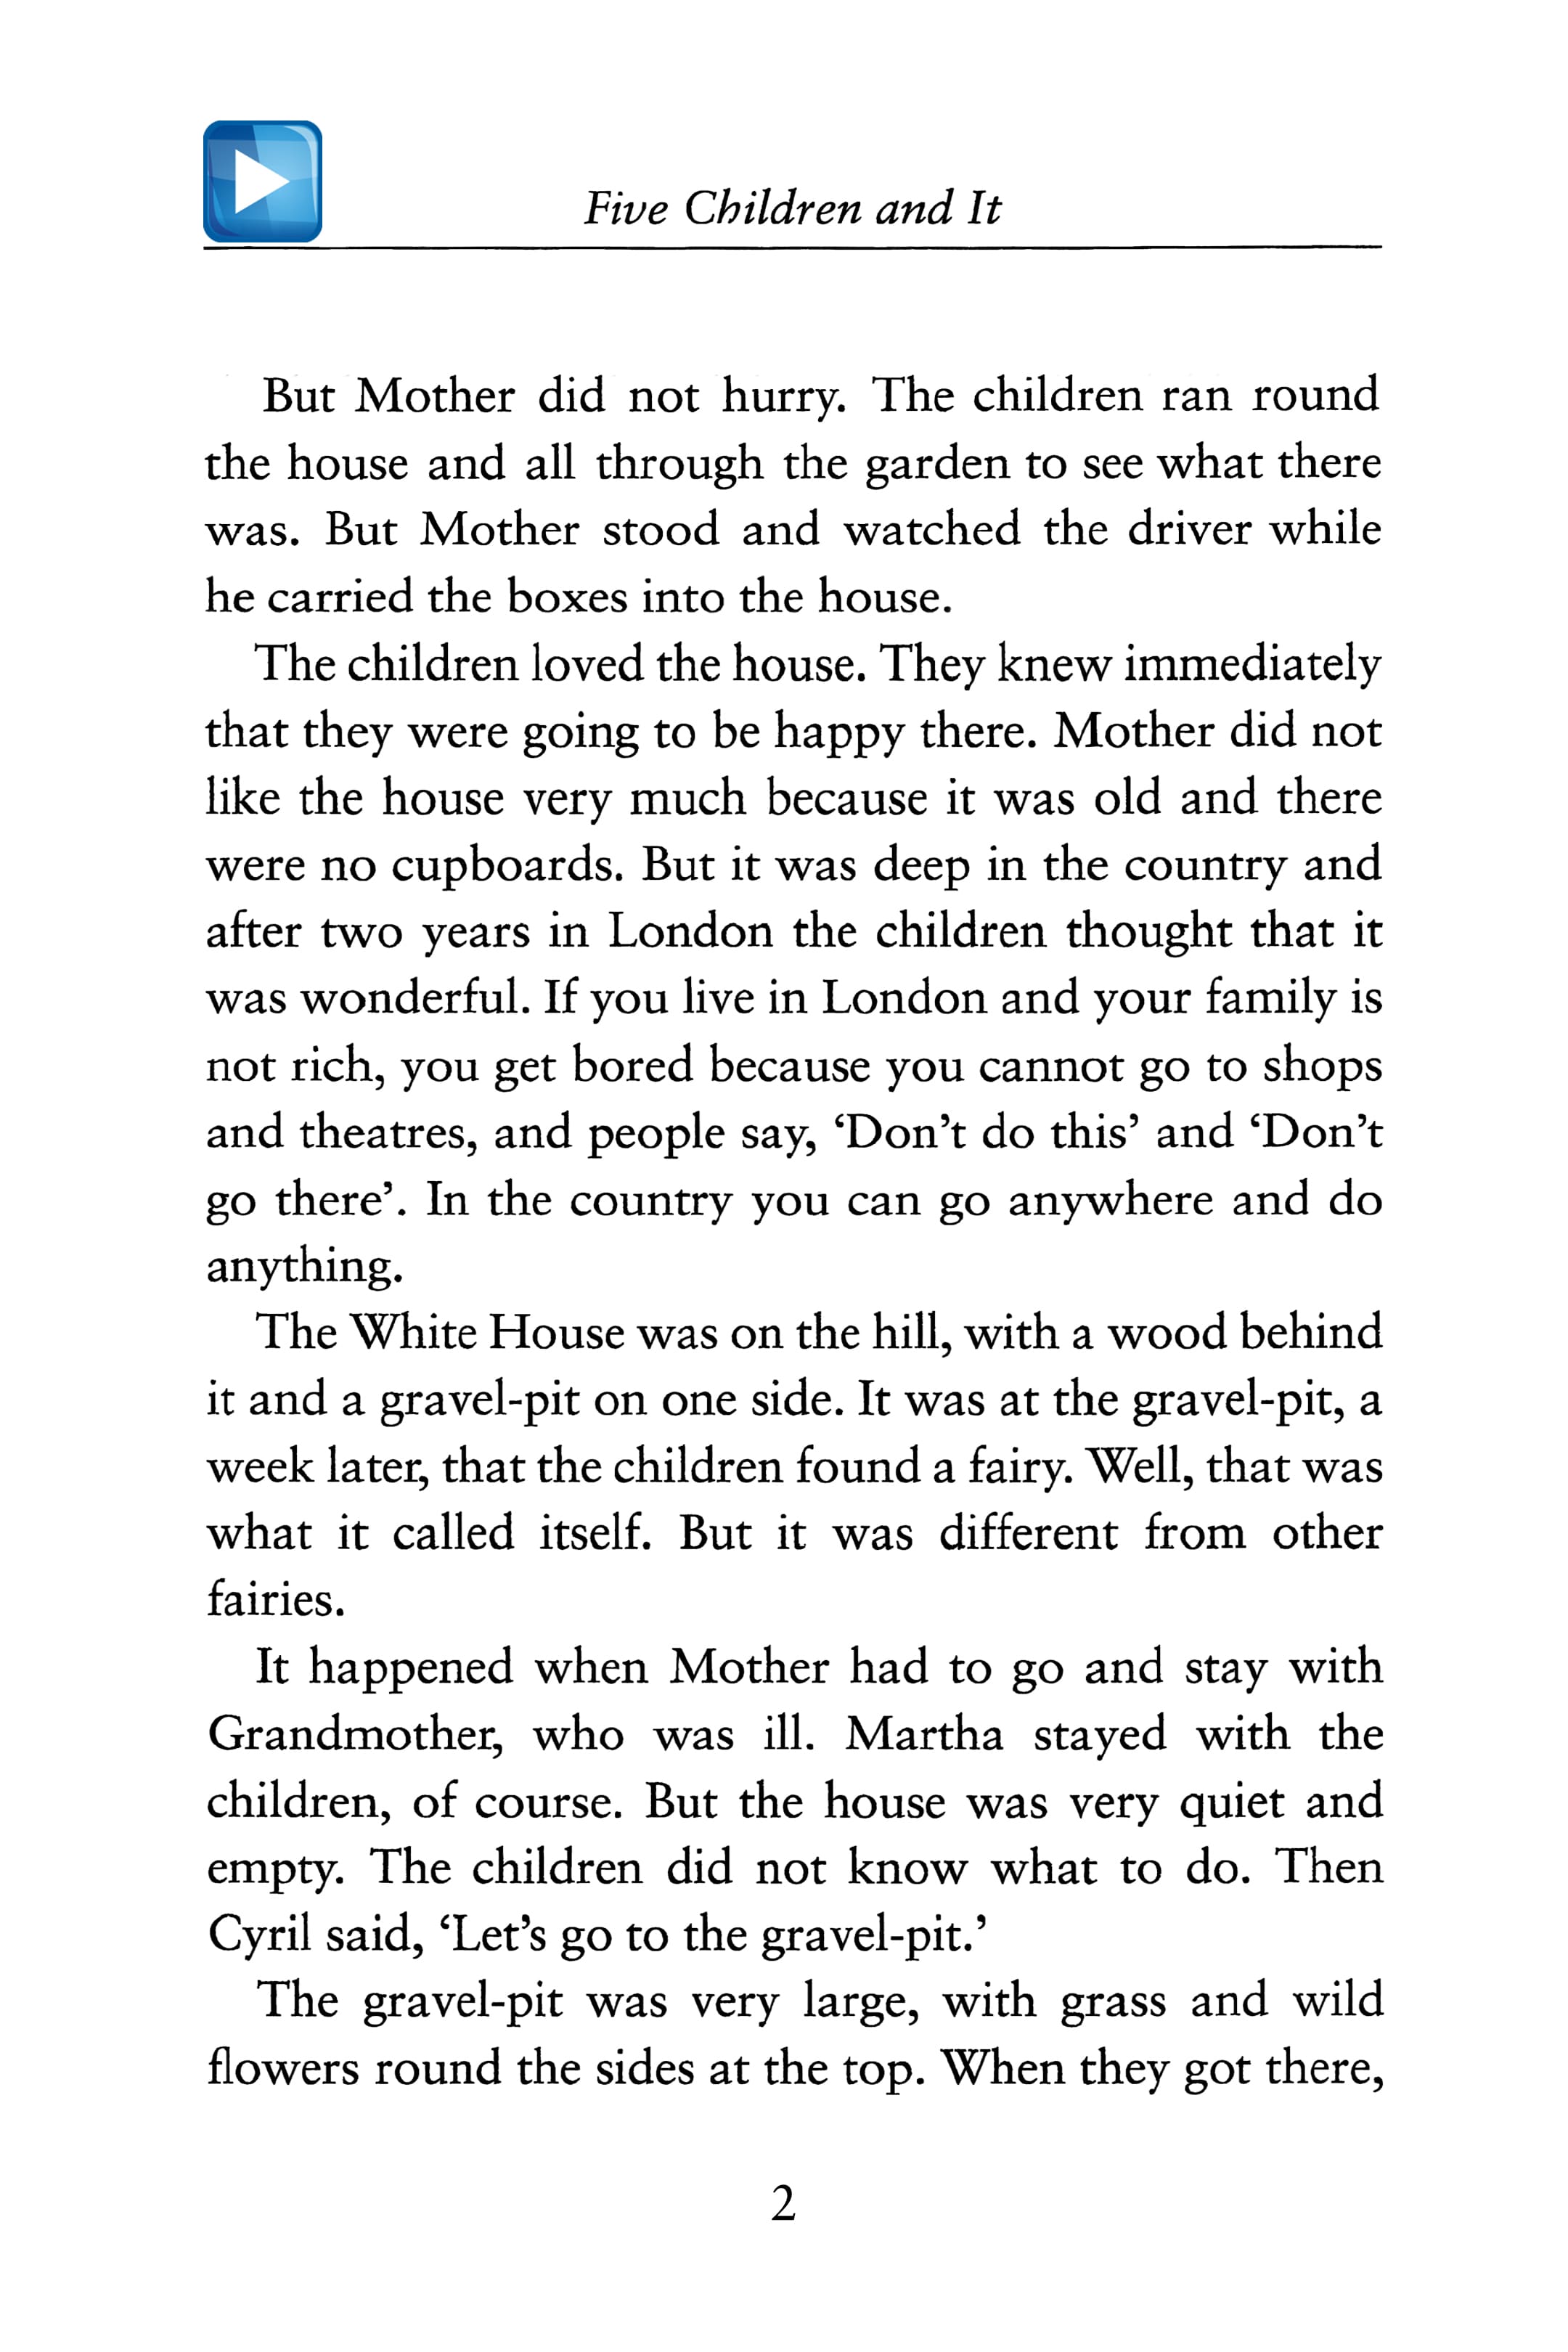 Five Children and It
But Mother did not hurry. The children ran round
the house and all through the garden to see what there
was. But Mother stood and watched the driver while
he carried the boxes into the house.
The children loved the house. They knew immediately
that they were going to be happy there. Mother did not
like the house very much because it was old and there
were no cupboards. But it was deep in the country and
after two years in London the children thought that it
was wonderful. If you live in London and your family is
not rich, you get bored because you cannot go to shops
and theatres, and people say, ‘Don’t do this’ and ‘Don’t
go there’. In the country you can go anywhere and do
anything.
The White House was on the hill, with a wood behind
it and a gravel-pit on one side. It was at the gravel-pit, a
week later, that the children found a fairy. Well, that was
what it called itself. But it was different from other
fairies.
It happened when Mother had to go and stay with
Grandmother, who was ill. Martha stayed with the
children, of course. But the house was very quiet and
empty. The children did not know what to do. Then
Cyril said, ‘Let’s go to the gravel-pit.’
The gravel-pit was very large, with grass and wild
flowers round the sides at the top. When they got there,
2